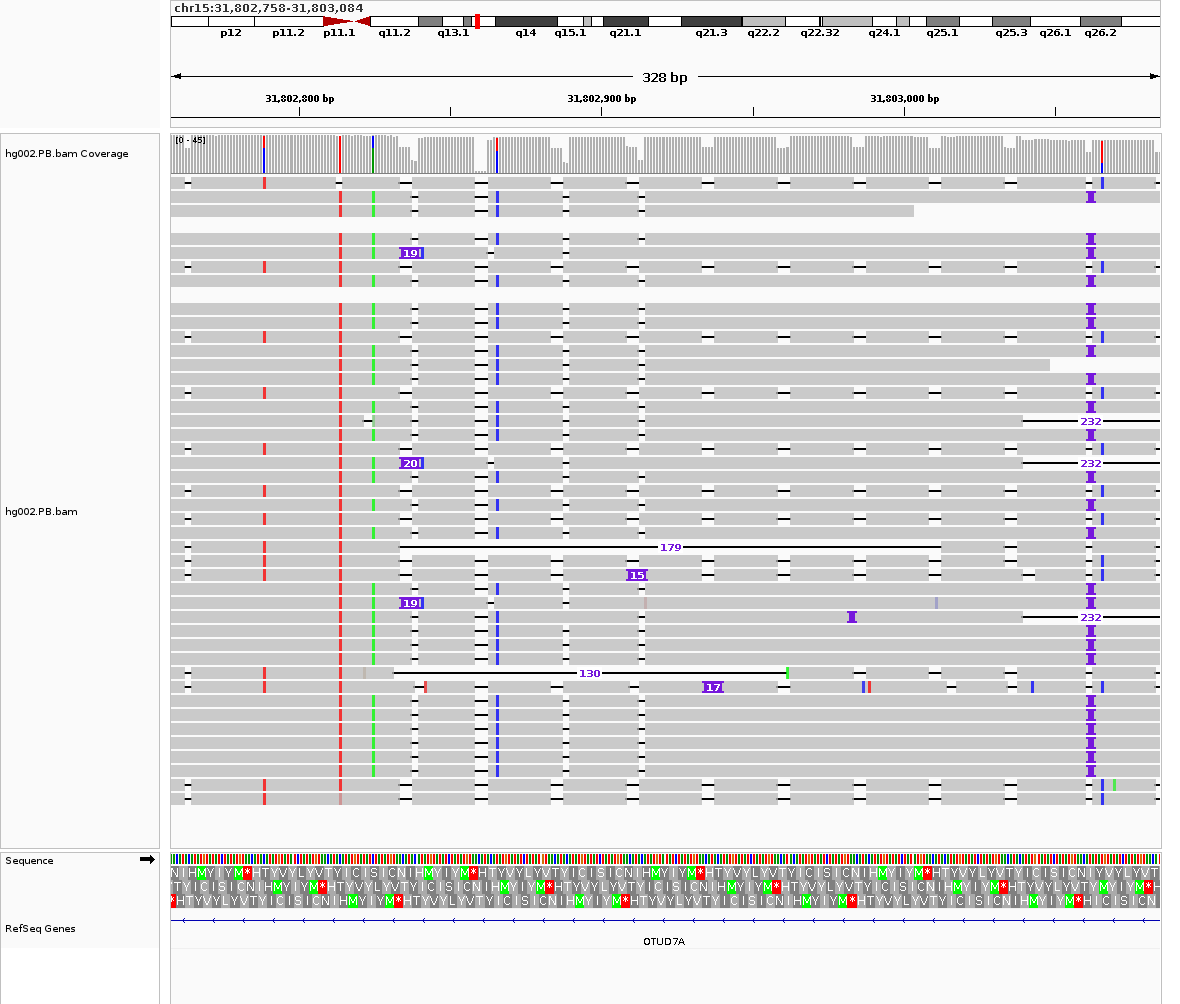 chr15:31,802,758-31,803,084
p12 p11.2 p11.1 q11.2 q13.1 q14 q15.1 q21.1 q21.3 q22.2 q22.32 q24.1 q25.1 q25.3 q26.1 q26.2
328 bp
31,802,800 bp 31,802,900 bp 31,803,000 bp
hg002.PB.bam Coverage
[0 - 45]
19
232
20
232
hg002.PB.bam
179
15
19
232
130
17
Sequence
RefSeq Genes
OTUD7A